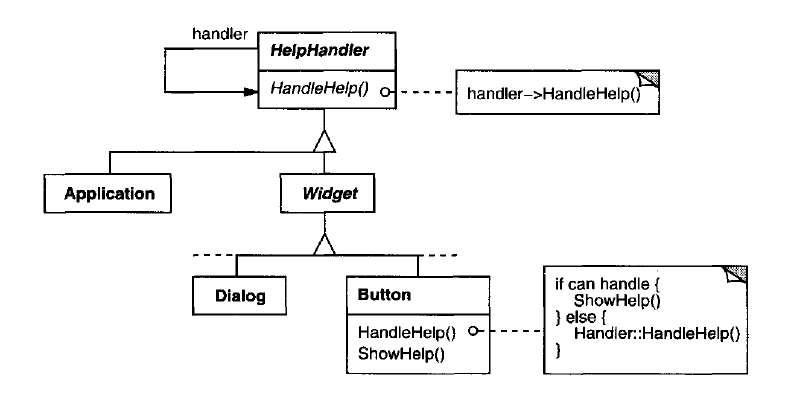 handler
HelpHandler
HandleHelp()
handler->HandleHelp()
Application
Widget
Dialog
Button
HandleHelp()
ShowHelp()
if can handle {
ShowHelp()
} else {
Handler::HandleHelp()
}